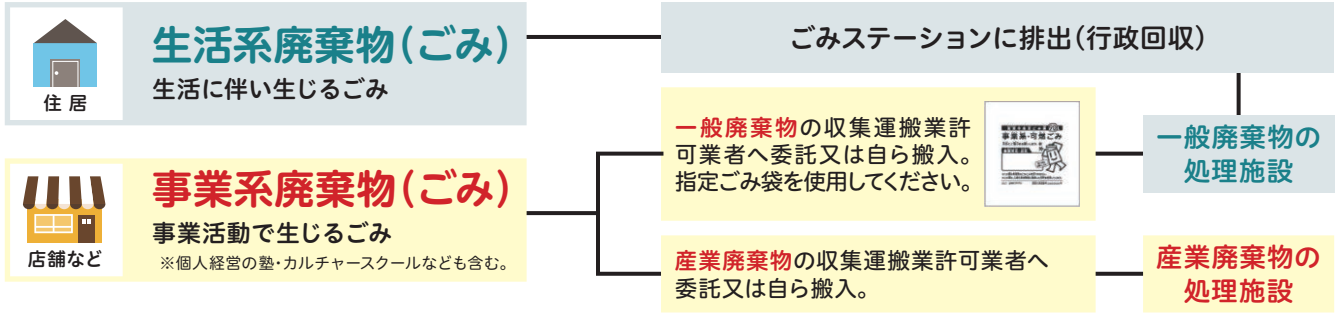 住 居
生活系廃棄物(ごみ)
生活に伴い生じるごみ
ごみステーションに排出(行政回収)
店舗など
事業系廃棄物(ごみ)
事業活動で生じるごみ
※個人経営の塾・カルチャースクールなども含む。
一般廃棄物の収集運搬業許
可業者へ委託又は自ら搬入。
指定ごみ袋を使用してください。
事業系・可燃ごみ
一般廃棄物の
処理施設
産業廃棄物の収集運搬業許可業者へ
委託又は自ら搬入。
産業廃棄物の
処理施設